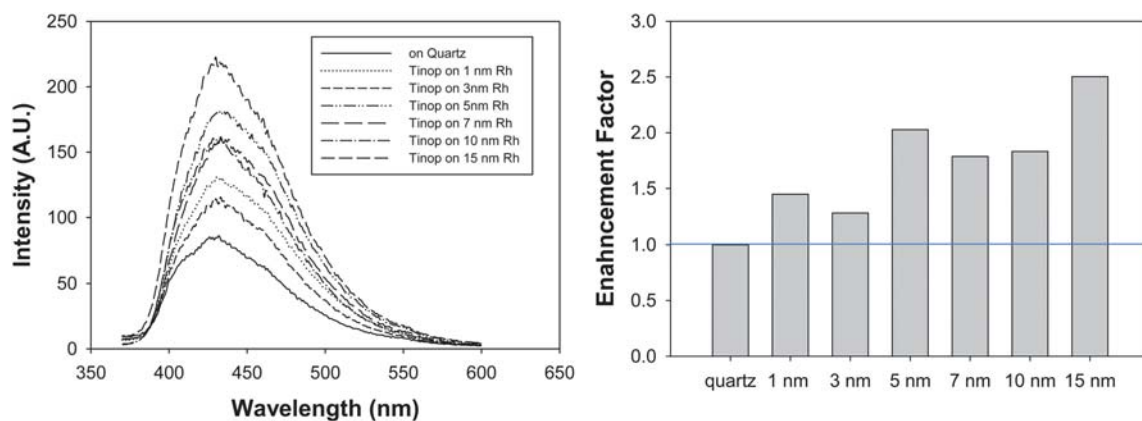 250
200
150
100
50
0
Intensity (A.U.)
350 400 450 500 550 600 650
Wavelength (nm)
on Quartz
Tinop on 1 nm Rh
Tinop on 3nm Rh
Tinop on 5nm Rh
Tinop on 7 nm Rh
Tinop on 10 nm Rh
Tinop on 15 nm Rh
3.0
2.5
2.0
1.5
1.0
0.5
0.0
Enahncement Factor
quartz 1 nm 3 nm 5 nm 7 nm 10 nm 15 nm